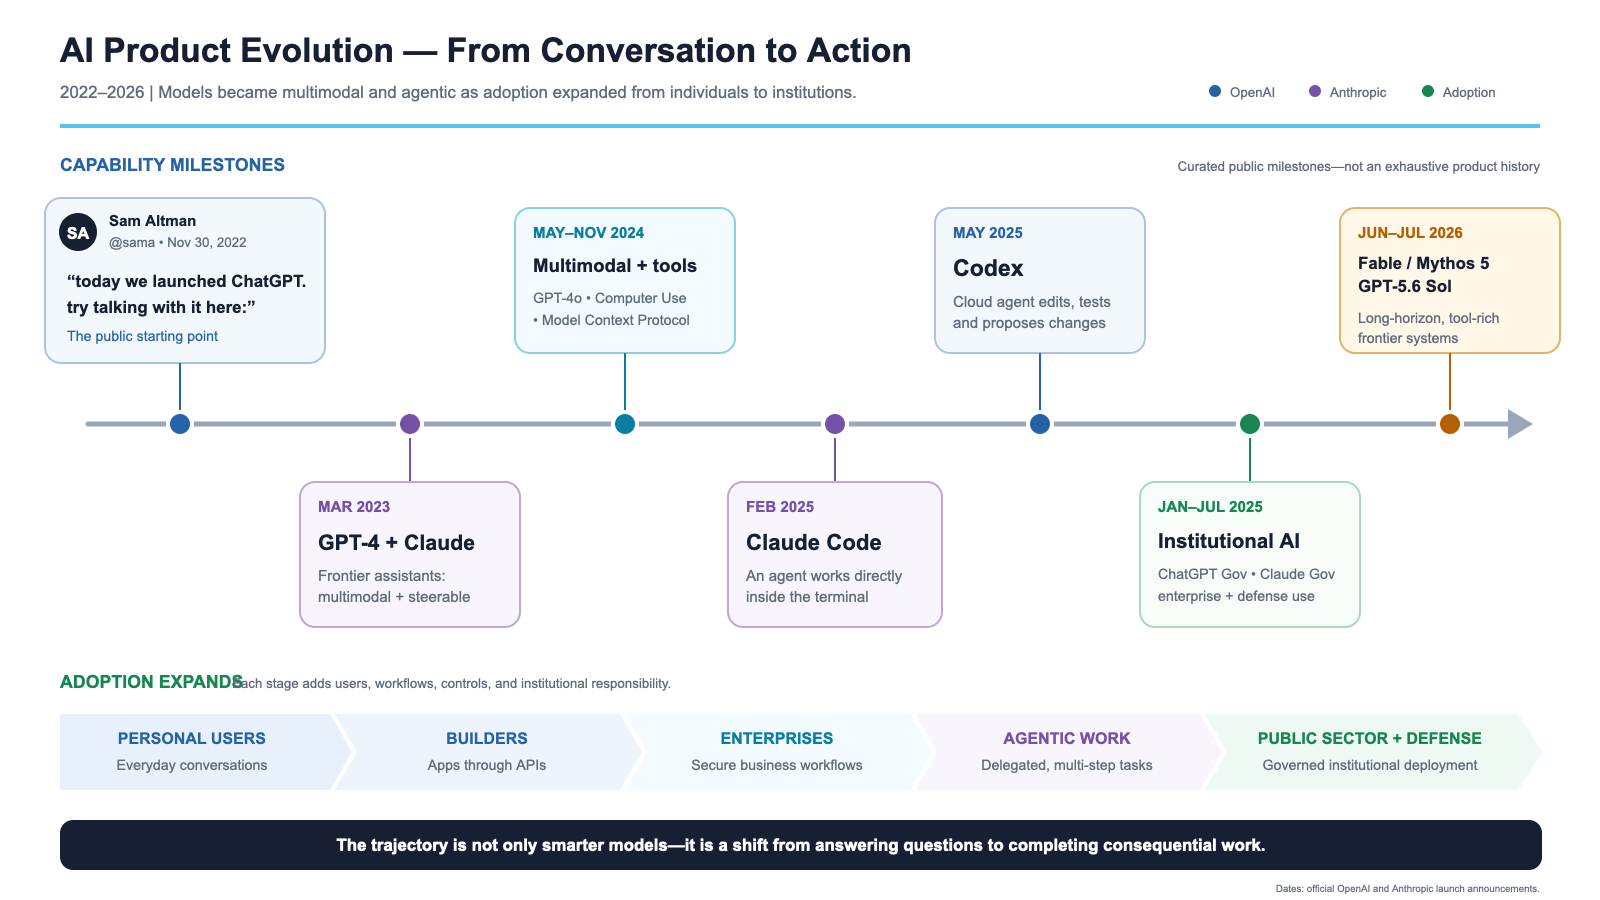 AI Product Evolution — From Conversation to Action
2022–2026 | Models became multimodal and agentic as adoption expanded from individuals to institutions.
OpenAI
Anthropic
Adoption
CAPABILITY MILESTONES
Curated public milestones—not an exhaustive product history
SA
Sam Altman
@sama • Nov 30, 2022
“today we launched ChatGPT.
try talking with it here:”
The public starting point
MAY–NOV 2024
Multimodal + tools
GPT-4o • Computer Use
• Model Context Protocol
MAY 2025
Codex
Cloud agent edits, tests
and proposes changes
JUN–JUL 2026
Fable / Mythos 5
GPT-5.6 Sol
Long-horizon, tool-rich
frontier systems
MAR 2023
GPT-4 + Claude
Frontier assistants:
multimodal + steerable
FEB 2025
Claude Code
An agent works directly
inside the terminal
JAN–JUL 2025
Institutional AI
ChatGPT Gov • Claude Gov
enterprise + defense use
ADOPTION EXPANDS
Each stage adds users, workflows, controls, and institutional responsibility.
PERSONAL USERS
Everyday conversations
BUILDERS
Apps through APIs
ENTERPRISES
Secure business workflows
AGENTIC WORK
Delegated, multi-step tasks
PUBLIC SECTOR + DEFENSE
Governed institutional deployment
The trajectory is not only smarter models—it is a shift from answering questions to completing consequential work.
Dates: official OpenAI and Anthropic launch announcements.